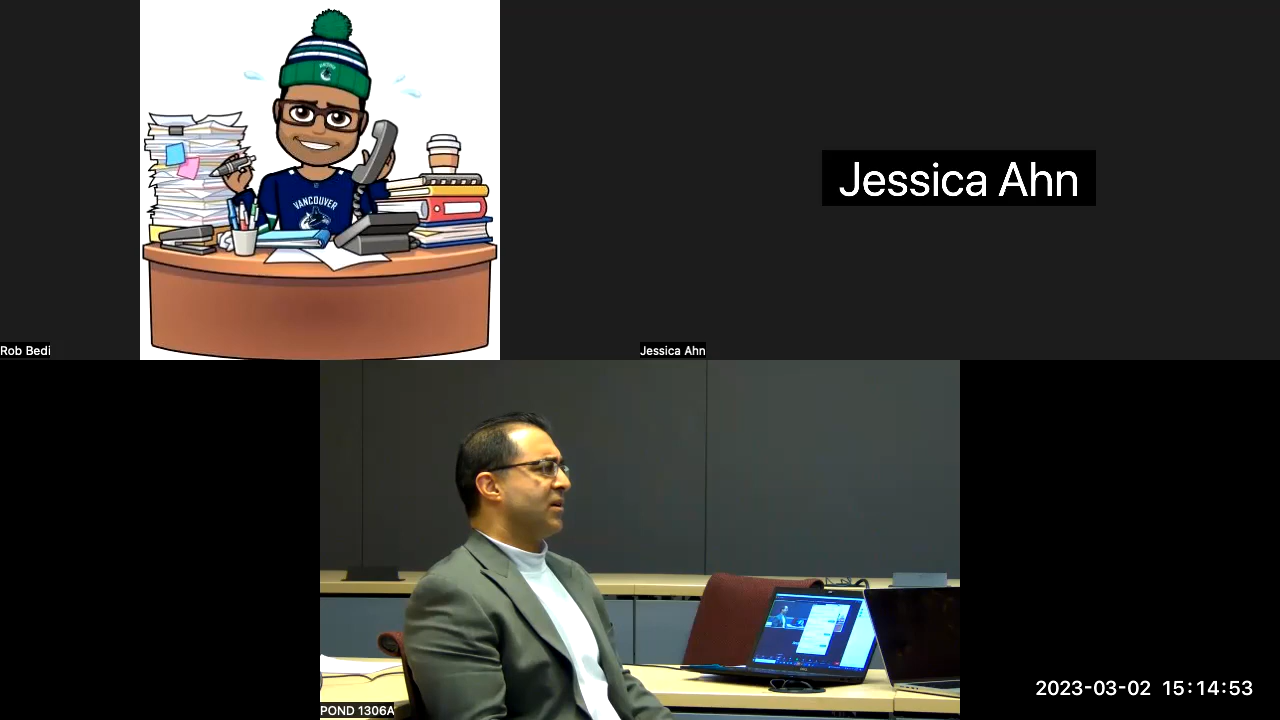 VANCOUVER
Jessica Ahn
Rob Bedi
Jessica Ahn
POND 1306A
2023-03-02 15:14:53